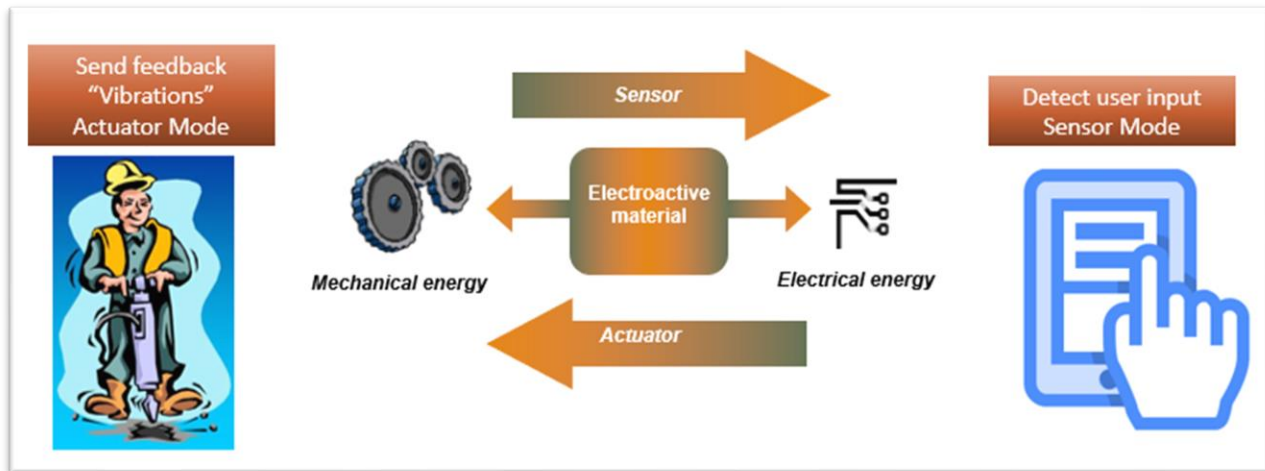 Send feedback
“Vibrations”
Actuator Mode
Sensor
Detect user input
Sensor Mode
Electroactive
material
Mechanical energy
Electrical energy
Actuator